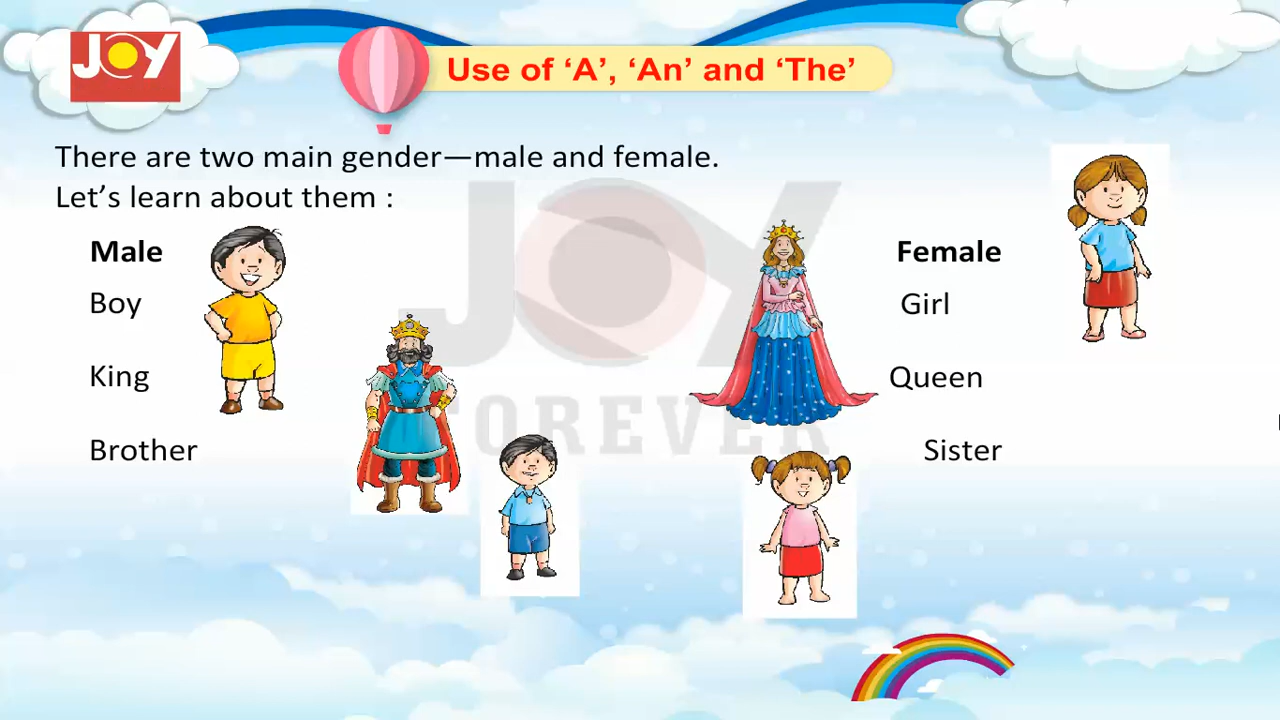 JOY
Use of ‘A’, ‘An’ and ‘The’
There are two main gender—male and female.
Let’s learn about them :
Male
Female
Boy
Girl
King
Queen
Brother
Sister
JOY
FOREVER